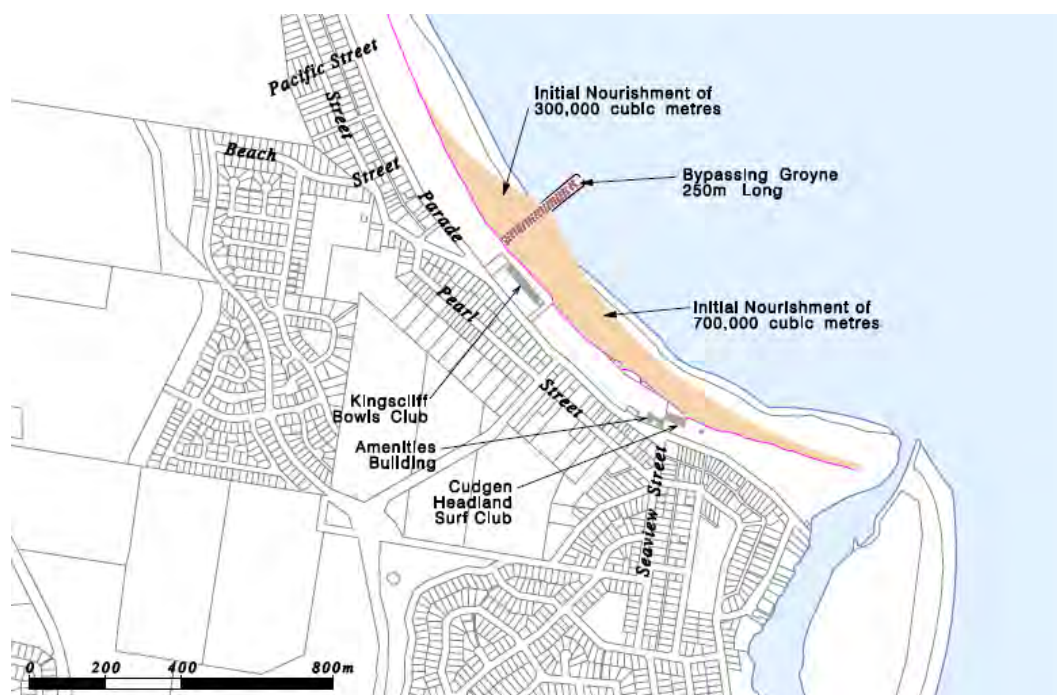 Pacific Street
Street
Beach
Street
Parade
Initial Nourishment of
300,000 cubic metres
Bypassing Groyne
250m Long
Pearl
Initial Nourishment of
700,000 cubic metres
Street
Kingscliff
Bowls Club
Amenities
Building
Cudgen
Headland
Surf Club
Seaview Street
0 200 400 800m